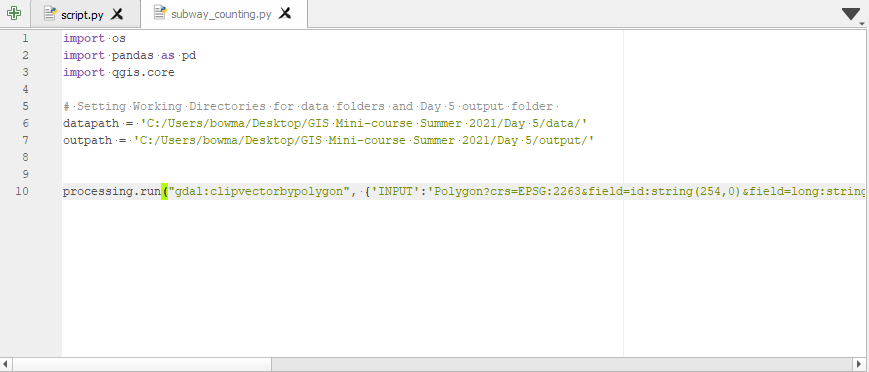 script.py subway_counting.py
1 import os
2 import pandas as pd
3 import qgis.core
4
5 # Setting Working Directories for data folders and Day 5 output folder
6 datapath = 'C:/Users/bowma/Desktop/GIS Mini-course Summer 2021/Day 5/data/'
7 outpath = 'C:/Users/bowma/Desktop/GIS Mini-course Summer 2021/Day 5/output/'
8
9
10 processing.run("gdal:clipvectorbypolygon", {'INPUT':'Polygon?crs=EPSG:2263&field=id:string(254,0)&field=long:string